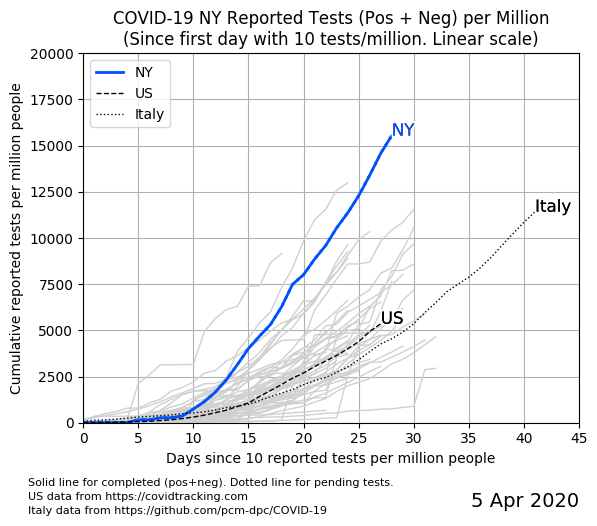 COVID-19 NY Reported Tests (Pos + Neg) per Million
(Since first day with 10 tests/million. Linear scale)
Cumulative reported tests per million people
20000
17500
15000
12500
10000
7500
5000
2500
0
NY
US
Italy
NY
Italy
US
0 5 10 15 20 25 30 35 40 45
Days since 10 reported tests per million people
Solid line for completed (pos+neg). Dotted line for pending tests.
US data from https://covidtracking.com
Italy data from https://github.com/pcm-dpc/COVID-19
5 Apr 2020